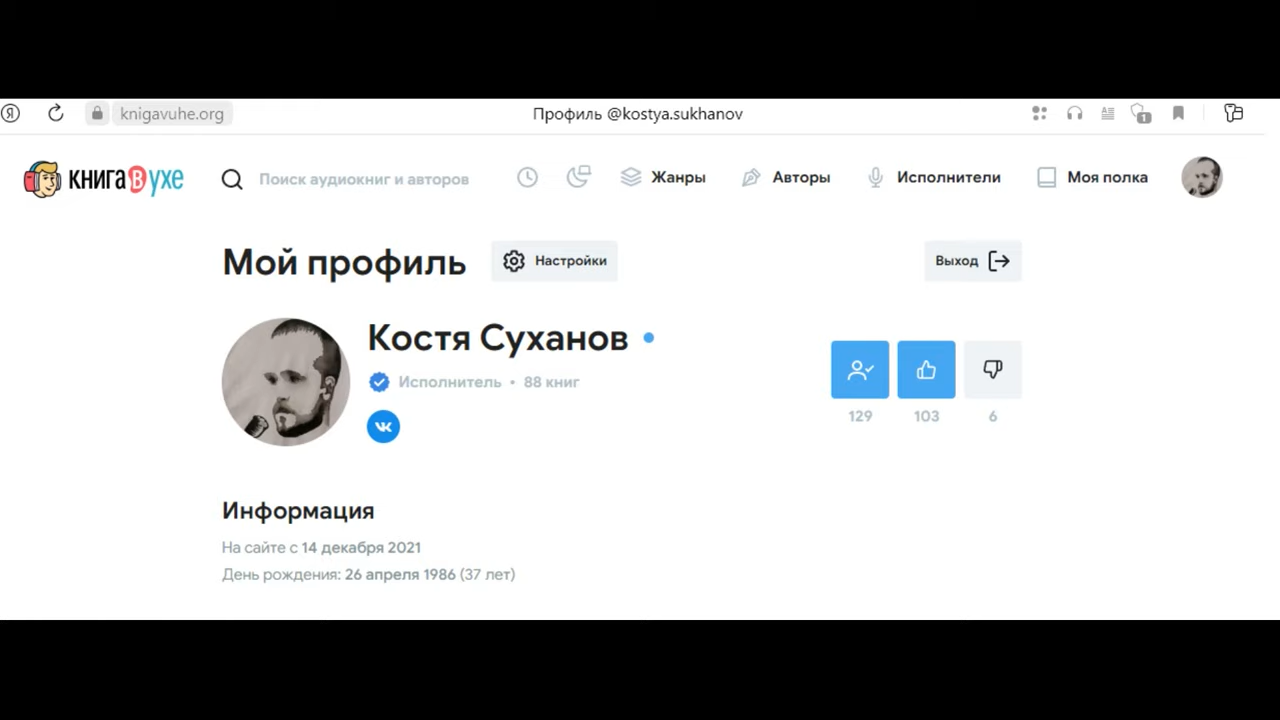 Я knigavuhe.org Профиль @kostya.sukhanov 1
КНИГА В УХЕ Поиск аудиокниг и авторов Жанры Авторы Исполнители Моя полка
Мой профиль Настройки Выход
Костя Суханов
Исполнитель • 88 книг
129 103 6
Информация
На сайте с 14 декабря 2021
День рождения: 26 апреля 1986 (37 лет)